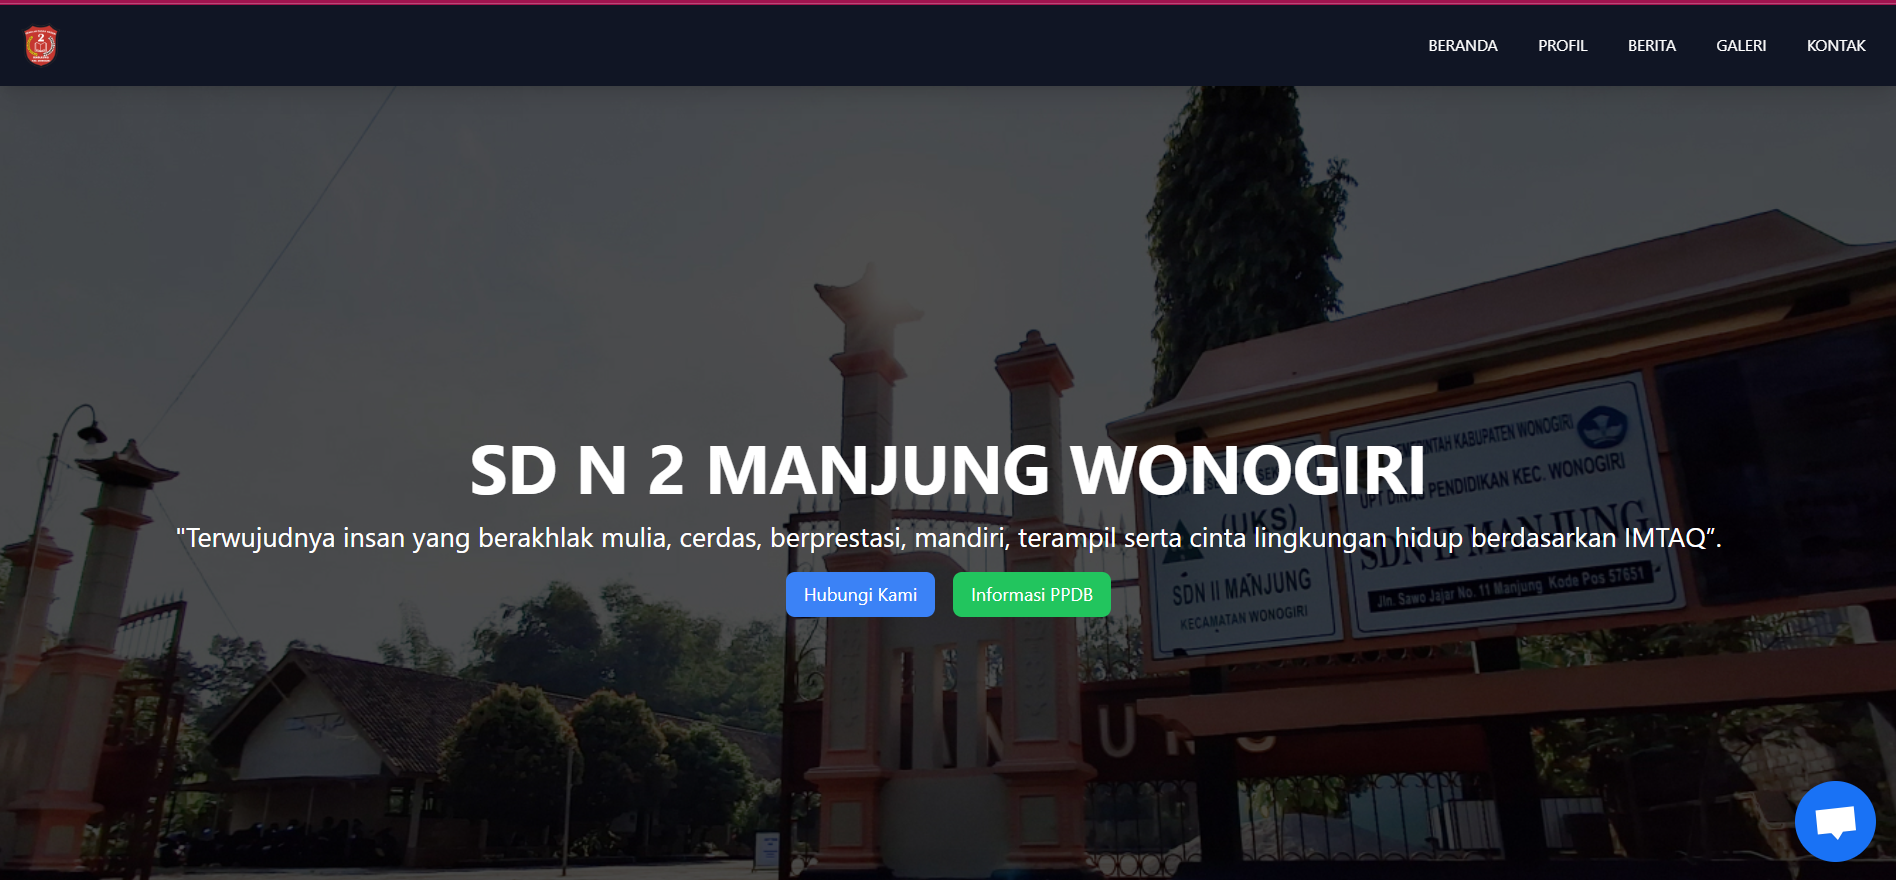 2
BERANDA
PROFIL
BERITA
GALERI
KONTAK
SD N 2 MANJUNG WONOGIRI
"Terwujudnya insan yang berakhlak mulia, cerdas, berprestasi, mandiri, terampil serta cinta lingkungan hidup berdasarkan IMTAQ”.
Hubungi Kami
Informasi PPDB
(UKS)
SDN II MANJUNG
KECAMATAN WONOGIRI
KABUPATEN WONOGIRI
UPT DINAS PENDIDIKAN KEC. WONOGIRI
SDN II MANJUNG
Jln. Sawo Jajar No. 11 Manjung Kode Pos 57651